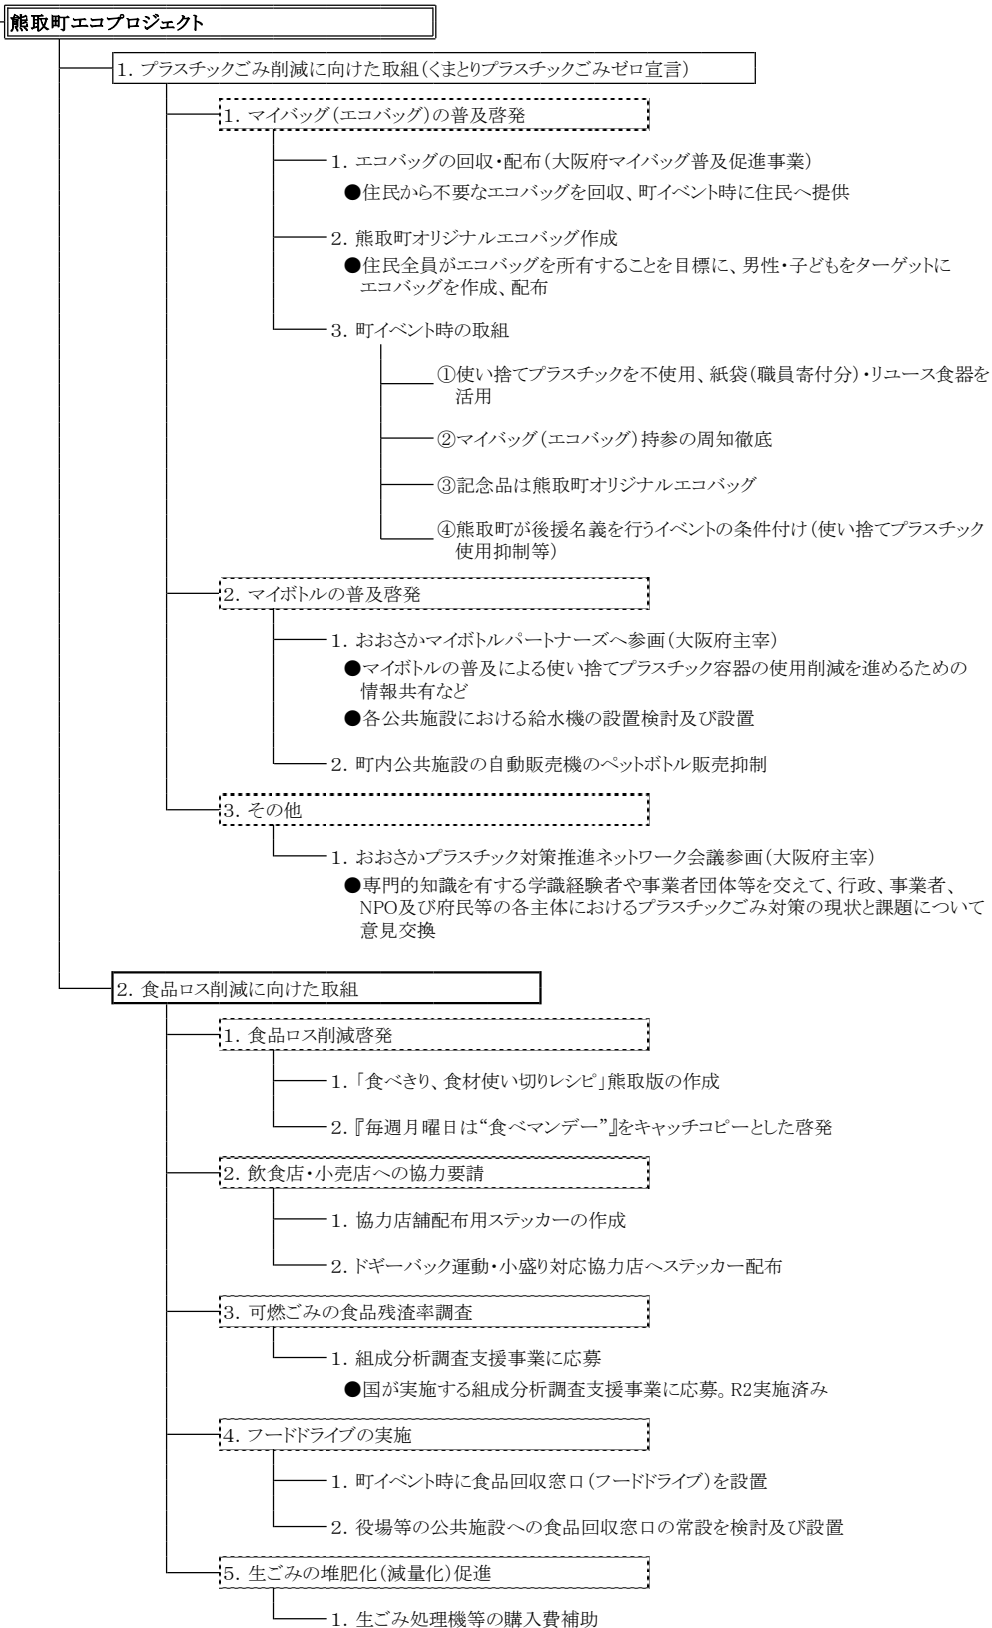 熊取町エコプロジェクト
1．プラスチックごみ削減に向けた取組（くまとりプラスチックごみゼロ宣言）
1．マイバッグ（エコバッグ）の普及啓発
1．エコバッグの回収・配布（大阪府マイバッグ普及促進事業）
●住民から不要なエコバッグを回収、町イベント時に住民へ提供
2．熊取町オリジナルエコバッグ作成
●住民全員がエコバッグを所有することを目標に、男性・子どもをターゲットに
エコバッグを作成、配布
3．町イベント時の取組
①使い捨てプラスチックを不使用、紙袋（職員寄付分）・リユース食器を
活用
②マイバッグ（エコバッグ）持参の周知徹底
③記念品は熊取町オリジナルエコバッグ
④熊取町が後援名義を行うイベントの条件付け（使い捨てプラスチック
使用抑制等）
2．マイボトルの普及啓発
1．おおさかマイボトルパートナーズへ参画（大阪府主宰）
●マイボトルの普及による使い捨てプラスチック容器の使用削減を進めるための
情報共有など
●各公共施設における給水機の設置検討及び設置
2．町内公共施設の自動販売機のペットボトル販売抑制
3．その他
1．おおさかプラスチック対策推進ネットワーク会議参画（大阪府主宰）
●専門的知識を有する学識経験者や事業者団体等を交えて、行政、事業者、
NPO及び府民等の各主体におけるプラスチックごみ対策の現状と課題について
意見交換
2．食品ロス削減に向けた取組
1．食品ロス削減啓発
1．「食べきり、食材使い切りレシピ」熊取版の作成
2．『毎週月曜日は“食べマンデー”』をキャッチコピーとした啓発
2．飲食店・小売店への協力要請
1．協力店舗配布用ステッカーの作成
2．ドギーバック運動・小盛り対応協力店へステッカー配布
3．可燃ごみの食品残渣率調査
1．組成分析調査支援事業に応募
●国が実施する組成分析調査支援事業に応募。R2実施済み
4．フードドライブの実施
1．町イベント時に食品回収窓口（フードドライブ）を設置
2．役場等の公共施設への食品回収窓口の常設を検討及び設置
5．生ごみの堆肥化（減量化）促進
1．生ごみ処理機等の購入費補助